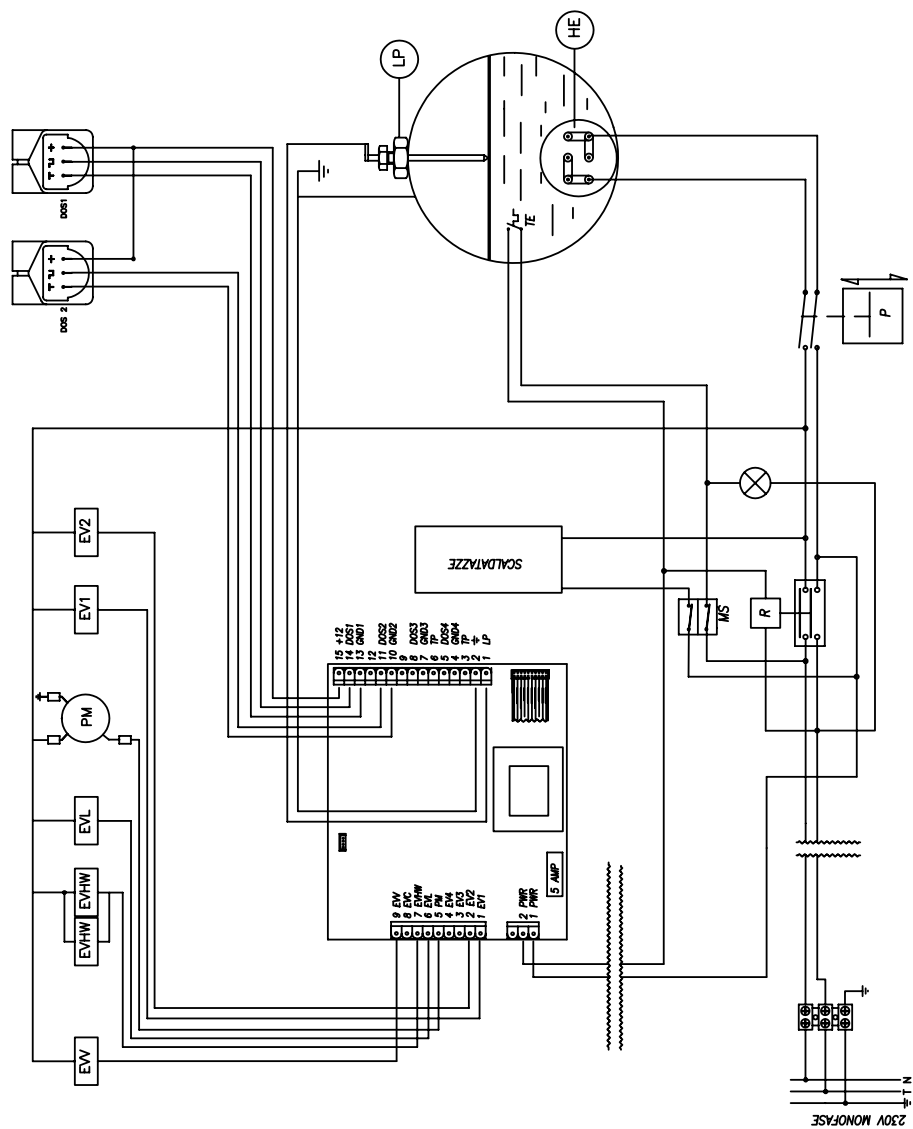 HE
LP
+
DOS1
+
DOS 2
TE
P
EV2
EV1
PM
EVL
EVHW
EVHW
EVV
SCALDATAZZE
MS
R
15 +12
14 DOS1
13 GND1
12
11 DOS2
10 GND2
9
8 DOS3
7 GND3
6 TP
5 DOS4
4 GND4
3 TP
2
1 LP
9 EVV
8 EVC
7 EVHW
6 EVL
5 PM
4 EV4
3 EV3
2 EV2
1 EV1
2 PWR
1 PWR
5 AMP
N
T
230V MONOFASE